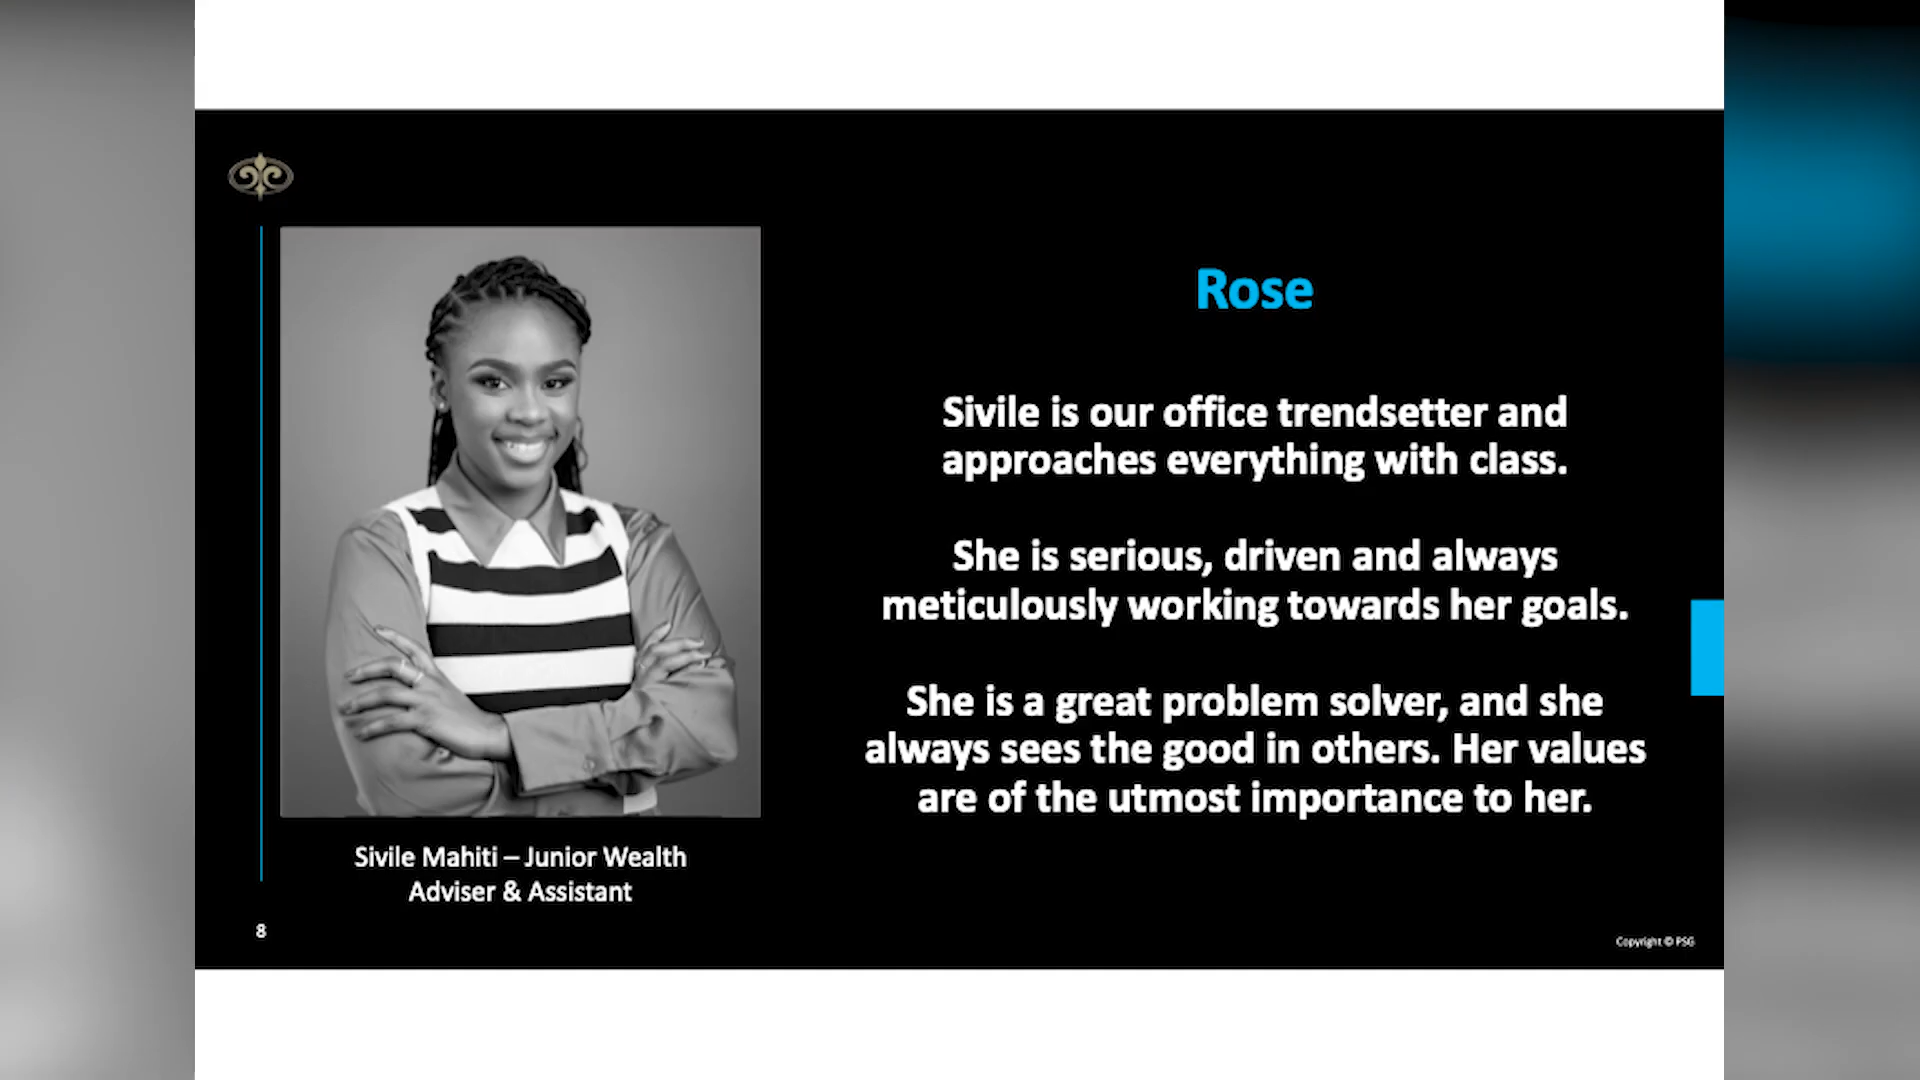 Rose
Sivile is our office trendsetter and
approaches everything with class.
She is serious, driven and always
meticulously working towards her goals.
She is a great problem solver, and she
always sees the good in others. Her values
are of the utmost importance to her.
Sivile Mahiti – Junior Wealth
Adviser & Assistant
8
Copyright © PSG